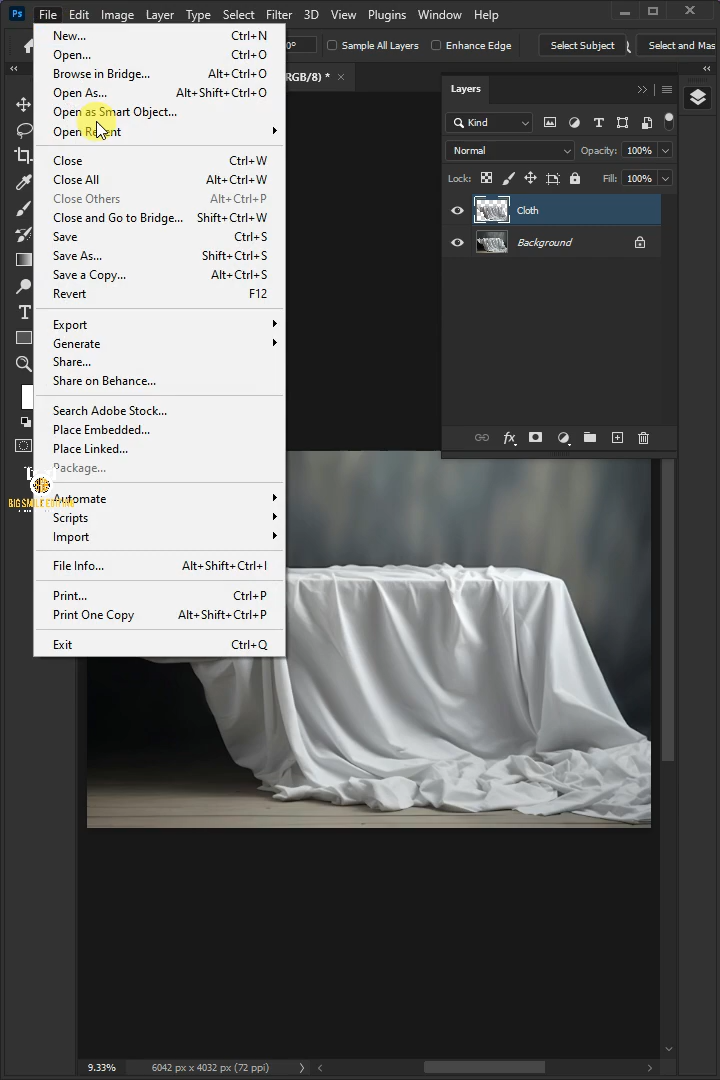 Ps File Edit Image Layer Type Select Filter 3D View Plugins Window Help
0° Sample All Layers Enhance Edge Select Subject Select and Mas
RGB/8) * ×
New... Ctrl+N
Open... Ctrl+O
Browse in Bridge... Alt+Ctrl+O
Open As... Alt+Shift+Ctrl+O
Open as Smart Object...
Open Recent
Close Ctrl+W
Close All Alt+Ctrl+W
Close Others Alt+Ctrl+P
Close and Go to Bridge... Shift+Ctrl+W
Save Ctrl+S
Save As... Shift+Ctrl+S
Save a Copy... Alt+Ctrl+S
Revert F12
Export
Generate
Share...
Share on Behance...
Search Adobe Stock...
Place Embedded...
Place Linked...
Package...
Automate
Scripts
Import
File Info... Alt+Shift+Ctrl+I
Print... Ctrl+P
Print One Copy Alt+Shift+Ctrl+P
Exit Ctrl+Q
Layers
Kind
Normal Opacity: 100%
Lock: Fill: 100%
Cloth
Background
fx
BIG SMILE EDITING
9.33% 6042 px x 4032 px (72 ppi)